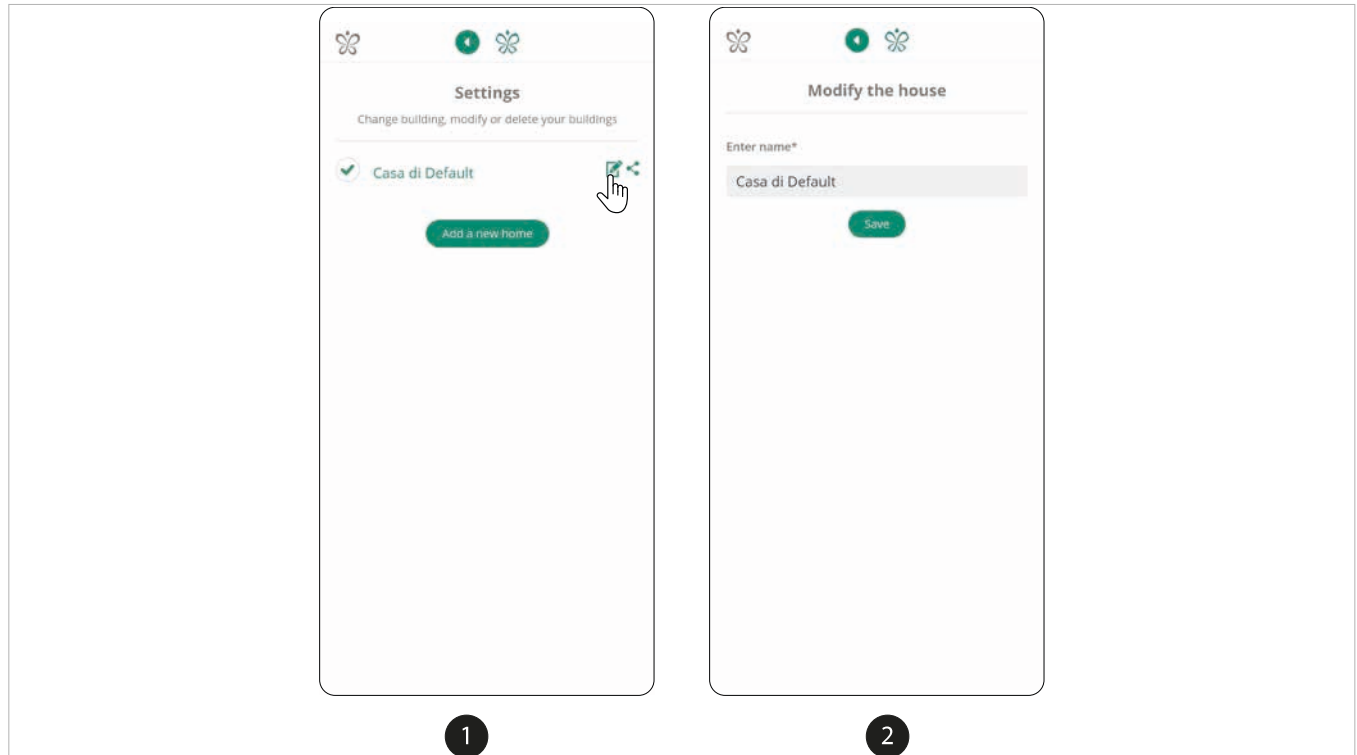 Settings
Change building, modify or delete your buildings
Casa di Default
Add a new home
1
Modify the house
Enter name*
Casa di Default
Save
2